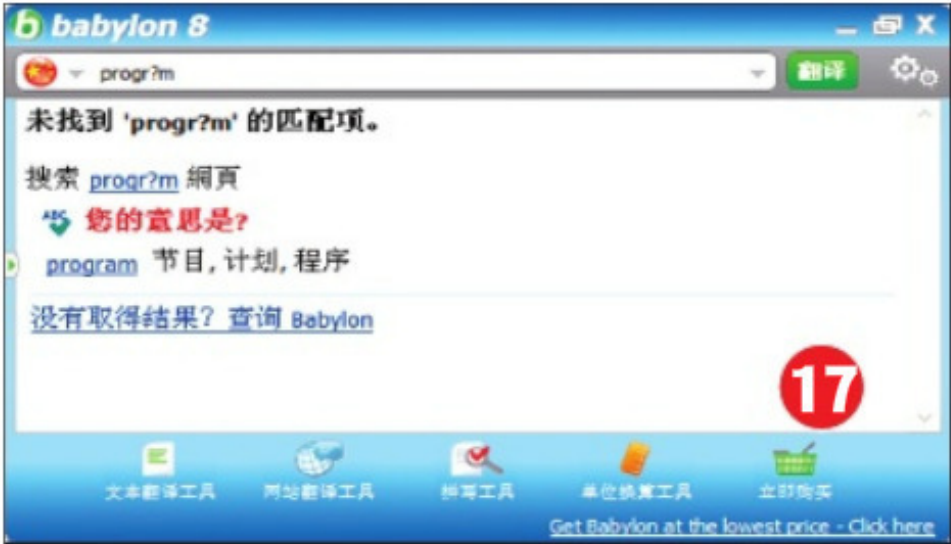 babylon 8
progr?m 翻译
未找到 'progr?m' 的匹配项。
搜索 progr?m 網頁
ABC 您的意思是?
program 节目, 计划, 程序
没有取得结果? 查询 Babylon
17
文本翻译工具 网站翻译工具 拼写工具 单位换算工具 立即购买
Get Babylon at the lowest price - Click here